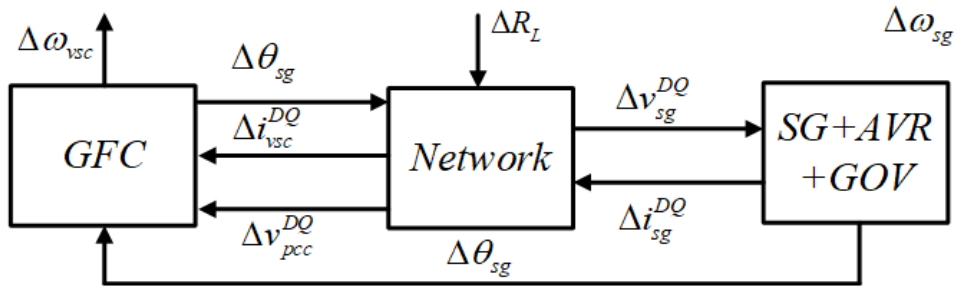 Δω_vsc
Δθ_sg
ΔR_L
Δω_sg
Δi_vsc^DQ
Δv_sg^DQ
GFC
Network
SG+AVR
+GOV
Δv_pcc^DQ
Δi_sg^DQ
Δθ_sg